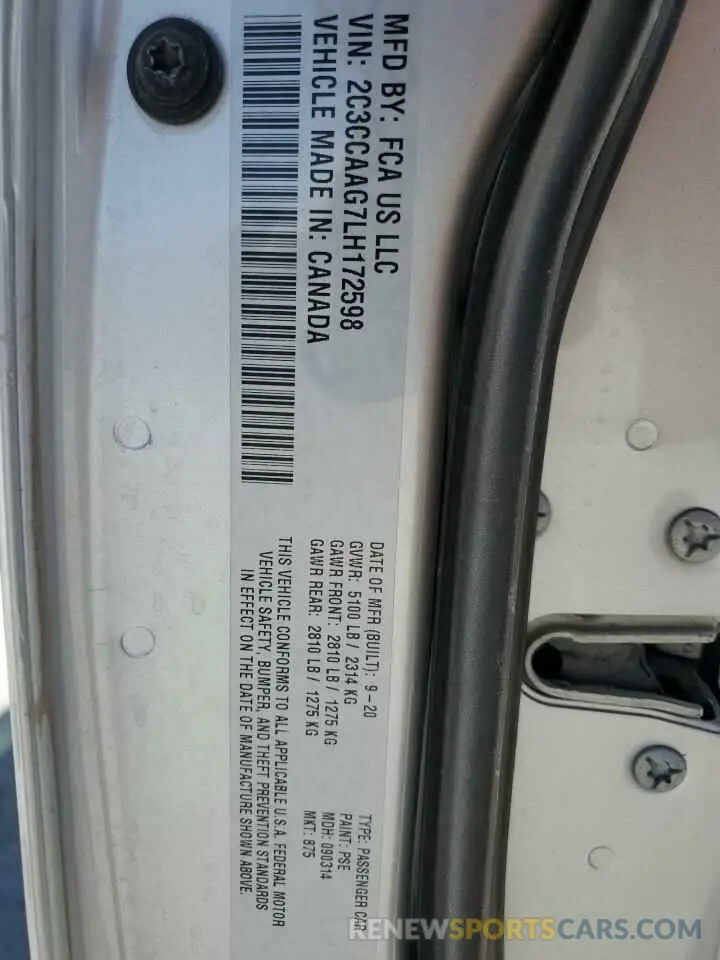 MFD BY: FCA US LLC
VIN: 2C3CCAAG7LH172598
VEHICLE MADE IN: CANADA
DATE OF MFR (BUILT): 9-20
GVWR: 5100 LB / 2314 KG
GAWR FRONT: 2810 LB / 1275 KG
GAWR REAR: 2810 LB / 1275 KG
THIS VEHICLE CONFORMS TO ALL APPLICABLE U.S.A. FEDERAL MOTOR
VEHICLE SAFETY, BUMPER, AND THEFT PREVENTION STANDARDS
IN EFFECT ON THE DATE OF MANUFACTURE SHOWN ABOVE.
TYPE: PASSENGER CAR
PAINT: PSE
MDH: 090314
MKT: 875
RENEWSPORTSCARS.COM